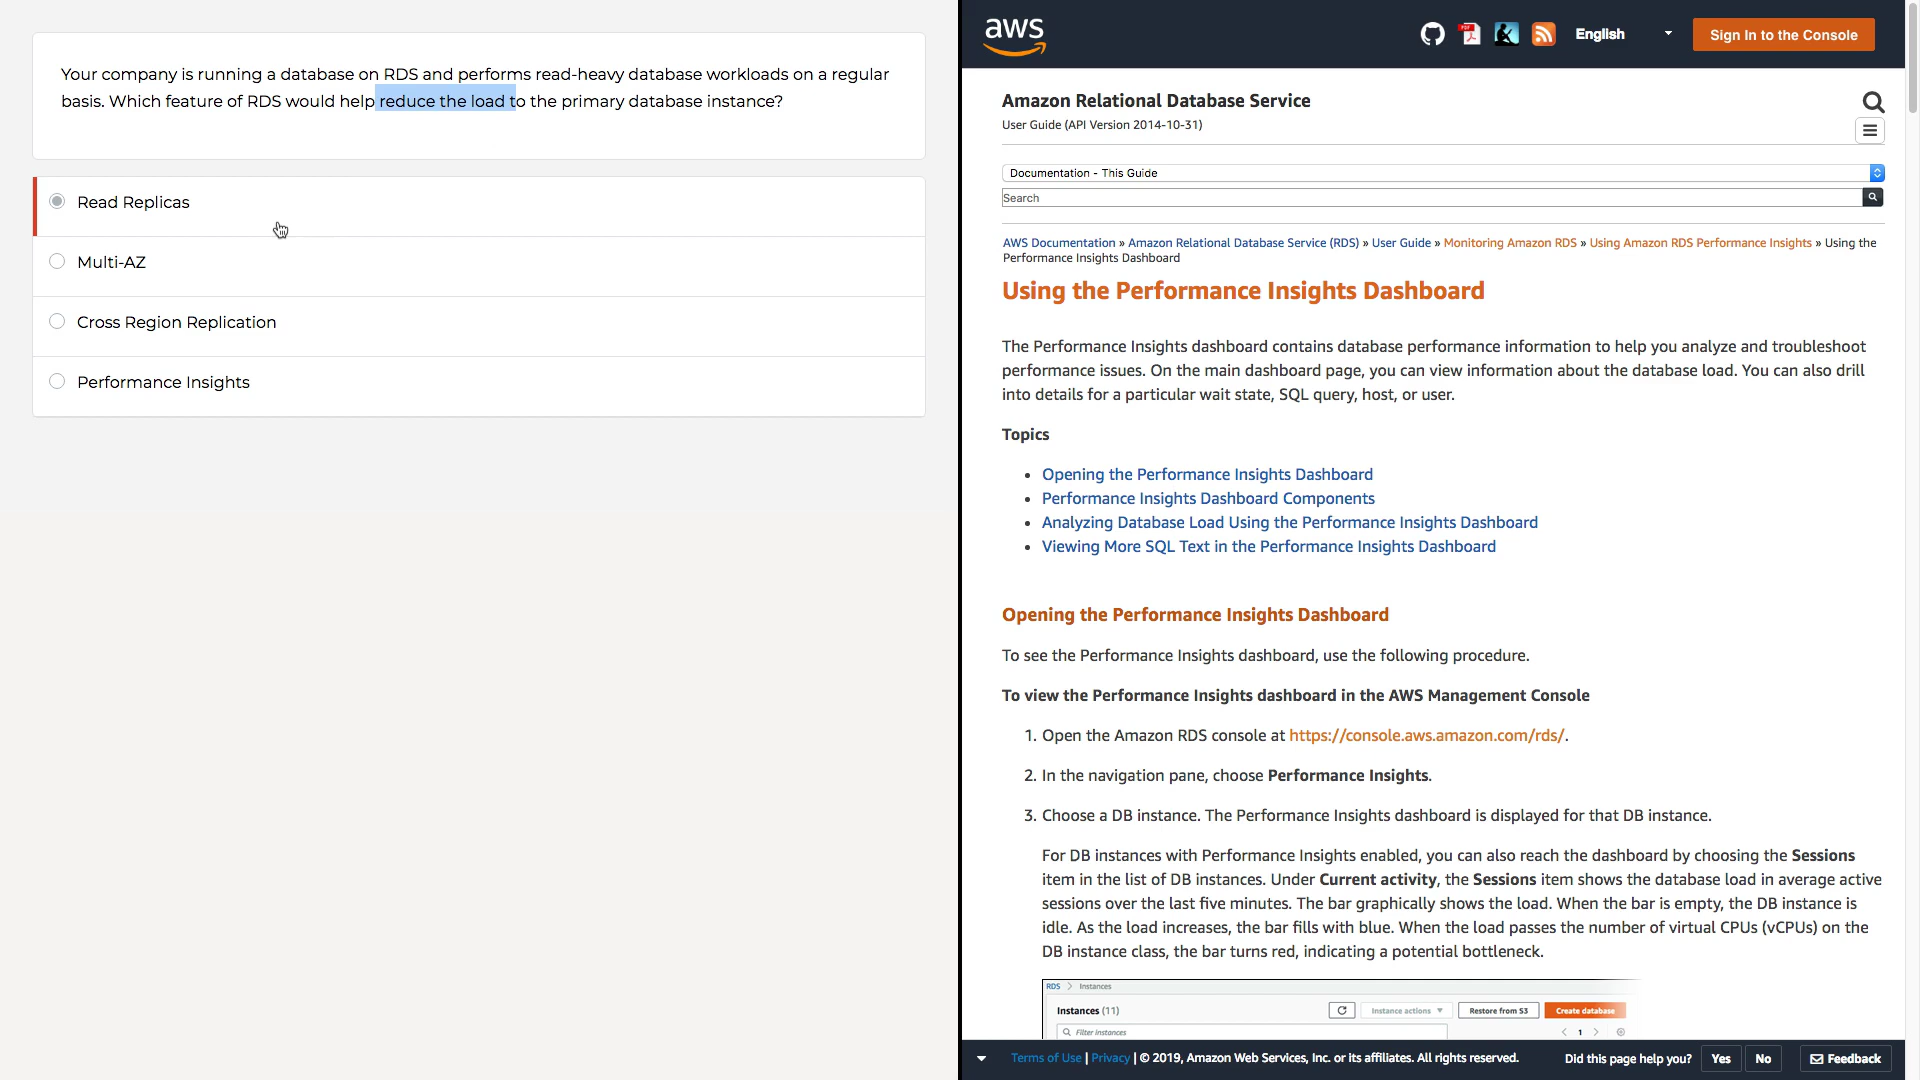 Your company is running a database on RDS and performs read-heavy database workloads on a regular
basis. Which feature of RDS would help reduce the load to the primary database instance?
Read Replicas
Multi-AZ
Cross Region Replication
Performance Insights
aws
English
Sign In to the Console
Amazon Relational Database Service
User Guide (API Version 2014-10-31)
Documentation - This Guide
Search
AWS Documentation » Amazon Relational Database Service (RDS) » User Guide » Monitoring Amazon RDS » Using Amazon RDS Performance Insights » Using the
Performance Insights Dashboard
Using the Performance Insights Dashboard
The Performance Insights dashboard contains database performance information to help you analyze and troubleshoot
performance issues. On the main dashboard page, you can view information about the database load. You can also drill
into details for a particular wait state, SQL query, host, or user.
Topics
• Opening the Performance Insights Dashboard
• Performance Insights Dashboard Components
• Analyzing Database Load Using the Performance Insights Dashboard
• Viewing More SQL Text in the Performance Insights Dashboard
Opening the Performance Insights Dashboard
To see the Performance Insights dashboard, use the following procedure.
To view the Performance Insights dashboard in the AWS Management Console
1. Open the Amazon RDS console at https://console.aws.amazon.com/rds/.
2. In the navigation pane, choose Performance Insights.
3. Choose a DB instance. The Performance Insights dashboard is displayed for that DB instance.
For DB instances with Performance Insights enabled, you can also reach the dashboard by choosing the Sessions
item in the list of DB instances. Under Current activity, the Sessions item shows the database load in average active
sessions over the last five minutes. The bar graphically shows the load. When the bar is empty, the DB instance is
idle. As the load increases, the bar fills with blue. When the load passes the number of virtual CPUs (vCPUs) on the
DB instance class, the bar turns red, indicating a potential bottleneck.
RDS > Instances
Instances (11)
Instance actions
Restore from S3
Create database
Filter instances
< 1 >
Terms of Use | Privacy | © 2019, Amazon Web Services, Inc. or its affiliates. All rights reserved.
Did this page help you?
Yes
No
Feedback